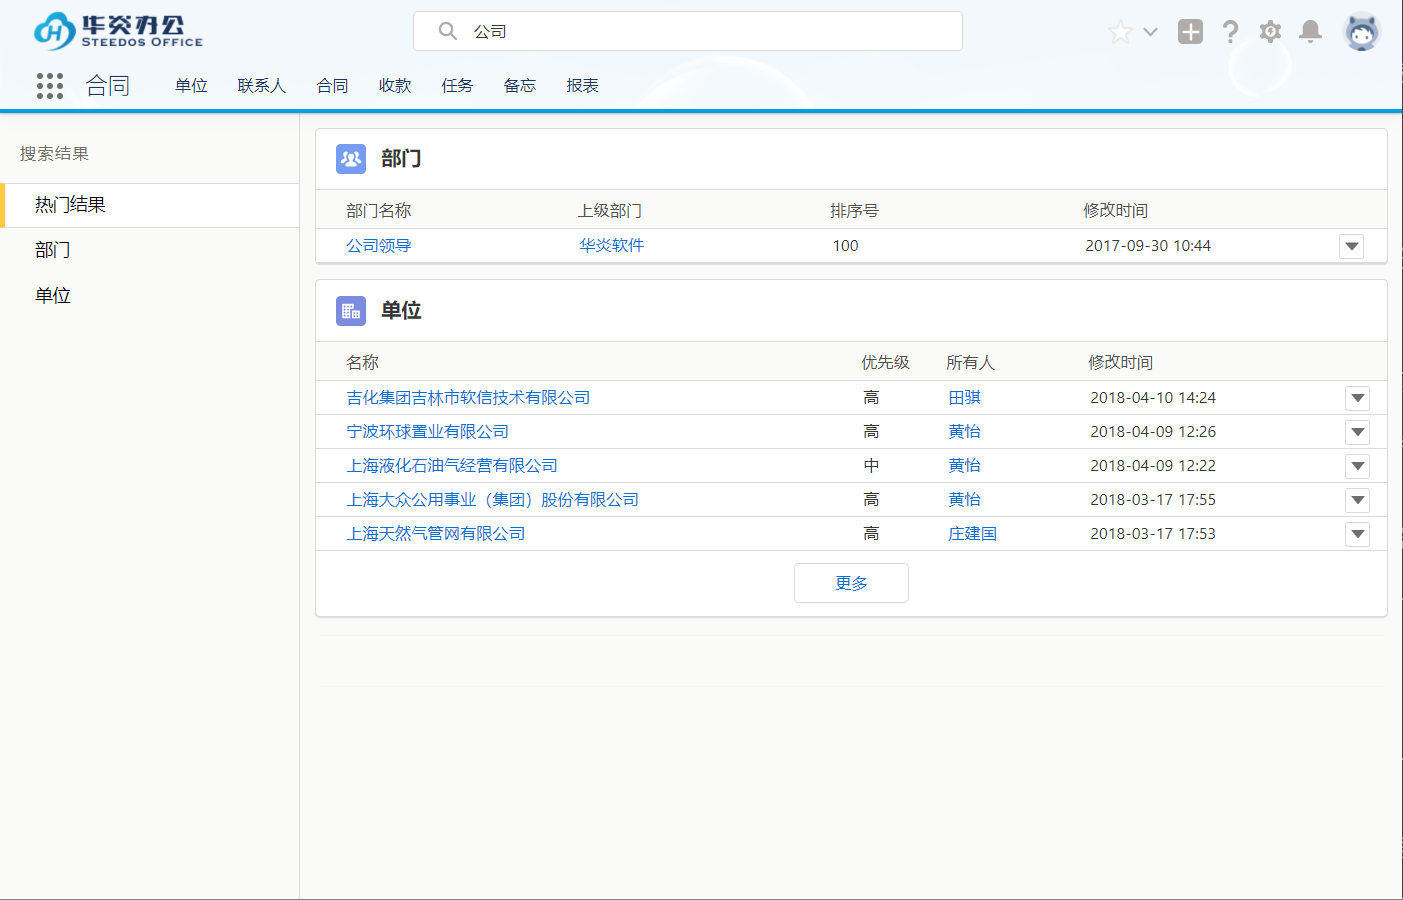 华炎办公
STEEDOS OFFICE
公司
合同 单位 联系人 合同 收款 任务 备忘 报表
搜索结果
热门结果
部门
单位
部门
部门名称 上级部门 排序号 修改时间
公司领导 华炎软件 100 2017-09-30 10:44
单位
名称 优先级 所有人 修改时间
吉化集团吉林市软信技术有限公司 高 田骐 2018-04-10 14:24
宁波环球置业有限公司 高 黄怡 2018-04-09 12:26
上海液化石油气经营有限公司 中 黄怡 2018-04-09 12:22
上海大众公用事业（集团）股份有限公司 高 黄怡 2018-03-17 17:55
上海天然气管网有限公司 高 庄建国 2018-03-17 17:53
更多